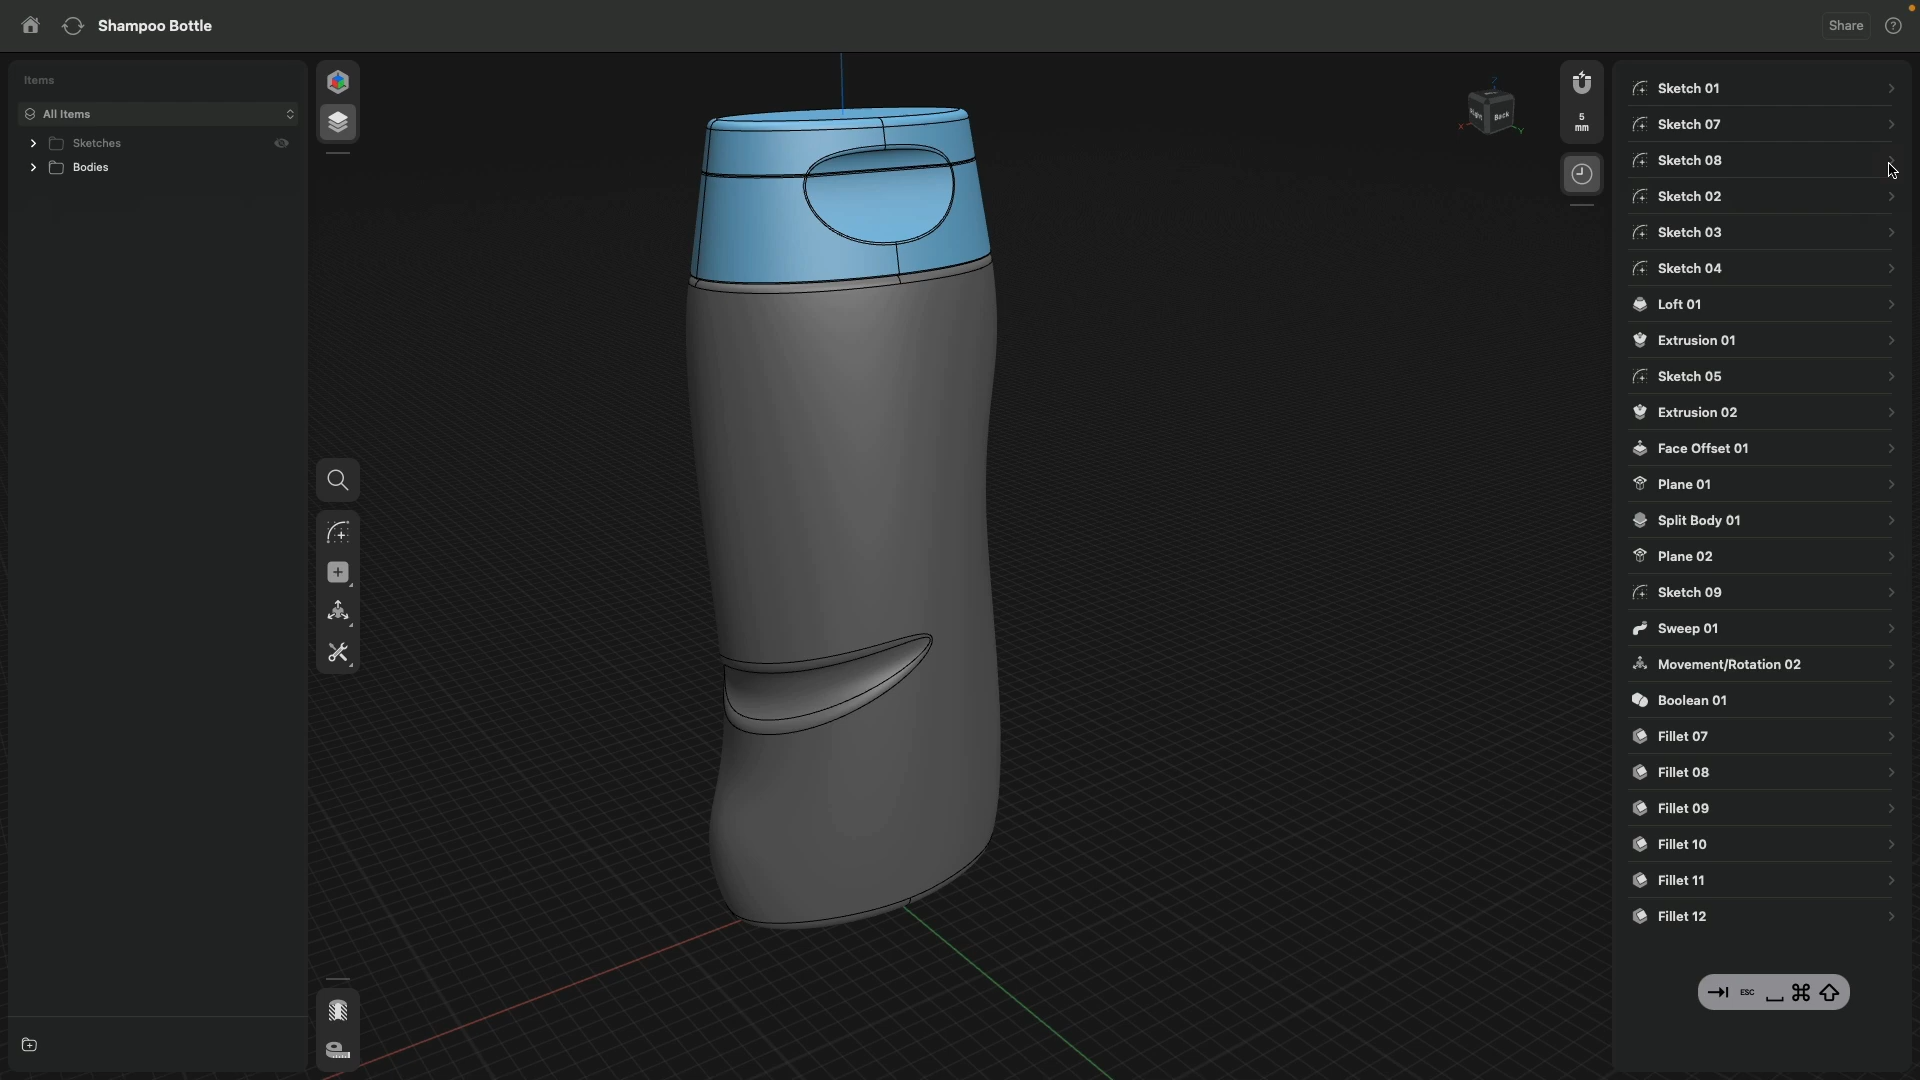 Shampoo Bottle
Share
?
Items
All Items
Sketches
Bodies
5
mm
Z
Right
Back
X
Y
Sketch 01
Sketch 07
Sketch 08
Sketch 02
Sketch 03
Sketch 04
Loft 01
Extrusion 01
Sketch 05
Extrusion 02
Face Offset 01
Plane 01
Split Body 01
Plane 02
Sketch 09
Sweep 01
Movement/Rotation 02
Boolean 01
Fillet 07
Fillet 08
Fillet 09
Fillet 10
Fillet 11
Fillet 12
ESC